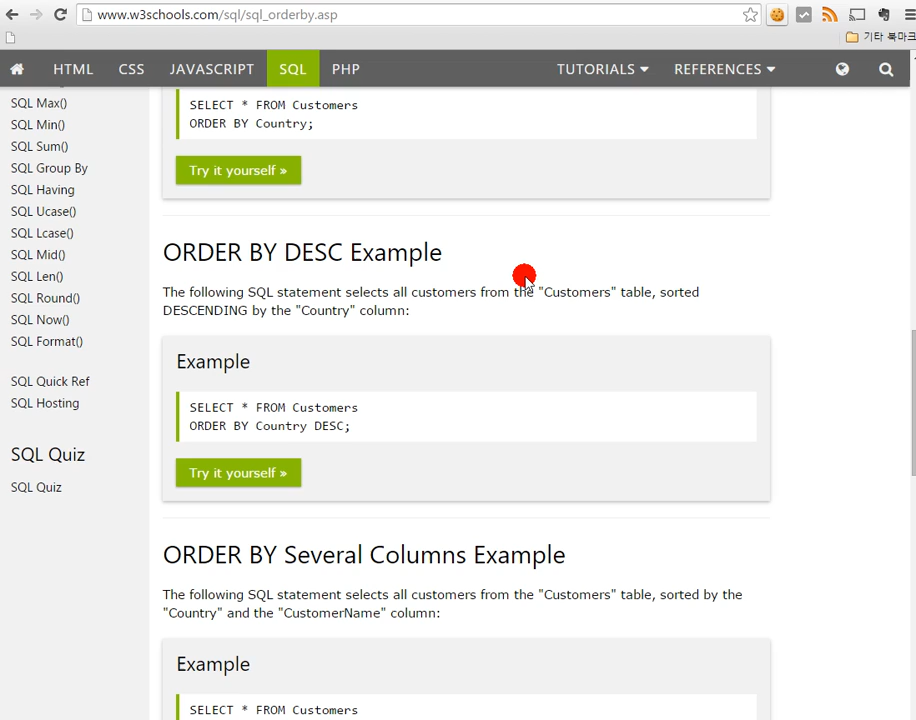 www.w3schools.com/sql/sql_orderby.asp
기타 북마크
HTML CSS JAVASCRIPT SQL PHP TUTORIALS REFERENCES
SQL Max()
SQL Min()
SQL Sum()
SQL Group By
SQL Having
SQL Ucase()
SQL Lcase()
SQL Mid()
SQL Len()
SQL Round()
SQL Now()
SQL Format()
SQL Quick Ref
SQL Hosting
SQL Quiz
SQL Quiz
SELECT * FROM Customers
ORDER BY Country;
Try it yourself »
ORDER BY DESC Example
The following SQL statement selects all customers from the "Customers" table, sorted
DESCENDING by the "Country" column:
Example
SELECT * FROM Customers
ORDER BY Country DESC;
Try it yourself »
ORDER BY Several Columns Example
The following SQL statement selects all customers from the "Customers" table, sorted by the
"Country" and the "CustomerName" column:
Example
SELECT * FROM Customers